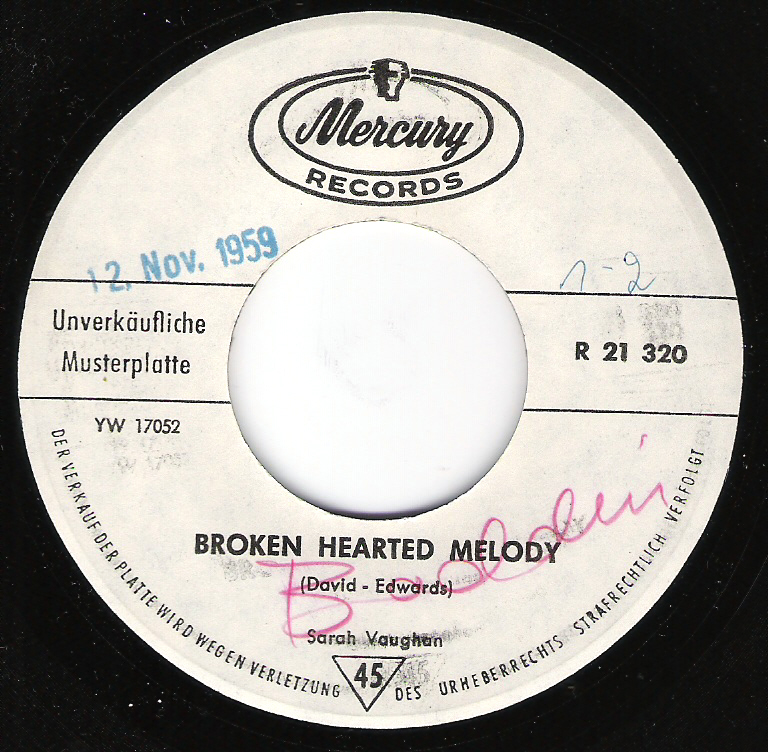 Mercury
RECORDS
12. Nov. 1959
1-2
Unverkäufliche
Musterplatte
R 21 320
YW 17052
BROKEN HEARTED MELODY
(David - Edwards)
Sarah Vaughan
45
DER VERKAUF DER PLATTE WIRD WEGEN VERLETZUNG DES URHEBERRECHTS STRAFRECHTLICH VERFOLGT